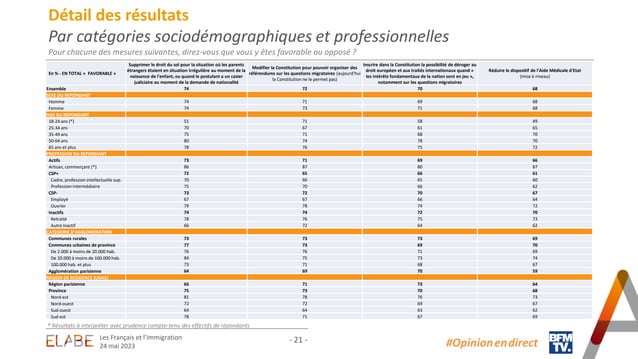 Détail des résultats
Par catégories sociodémographiques et professionnelles
Pour chacune des mesures suivantes, direz-vous que vous y êtes favorable ou opposé ?
En % - EN TOTAL « FAVORABLE »
Supprimer le droit du sol pour la situation où les parents étrangers étaient en situation irrégulière au moment de la naissance de l'enfant, ou quand le postulant a un casier judiciaire au moment de la demande de nationalité
Modifier la Constitution pour pouvoir organiser des référendums sur les questions migratoires (aujourd'hui la Constitution ne le permet pas)
Inscrire dans la Constitution la possibilité de déroger au droit européen et aux traités internationaux quand « les intérêts fondamentaux de la nation sont en jeu », notamment sur les questions migratoires
Réduire le dispositif de l'Aide Médicale d'Etat (mise à niveau)
Ensemble 74 72 70 68
SEXE DU REPONDANT
Homme 74 71 69 68
Femme 74 73 71 68
AGE DU REPONDANT
18-24 ans (*) 51 71 58 49
25-34 ans 70 67 61 65
35-49 ans 75 71 68 70
50-64 ans 80 74 78 70
65 ans et plus 78 76 75 72
PROFESSION DU REPONDANT
Actifs 73 71 69 66
Artisan, commerçant (*) 86 87 80 87
CSP+ 72 65 66 61
Cadre, profession intellectuelle sup. 70 60 65 60
Profession intermédiaire 75 70 66 62
CSP- 73 72 70 67
Employé 67 67 66 64
Ouvrier 79 78 74 72
Inactifs 74 74 72 70
Retraité 78 76 75 73
Autre inactif 66 72 64 62
CATEGORIE D'AGGLOMERATION
Communes rurales 73 73 73 69
Communes urbaines de province 77 73 69 70
De 2.000 à moins de 20.000 hab. 76 76 71 69
De 20.000 à moins de 100.000 hab. 84 75 73 74
100.000 hab. et plus 73 71 68 67
Agglomération parisienne 64 69 70 59
REGION DE RESIDENCE (UDA5)
Région parisienne 66 71 73 64
Province 75 73 70 68
Nord-est 81 78 76 73
Nord-ouest 72 72 69 67
Sud-ouest 64 64 63 62
Sud-est 78 71 67 69
* Résultats à interpréter avec prudence compte-tenu des effectifs de répondants
ELABE
Les Français et l'immigration
24 mai 2023
- 21 -
#Opinion en direct
BFM
TV.